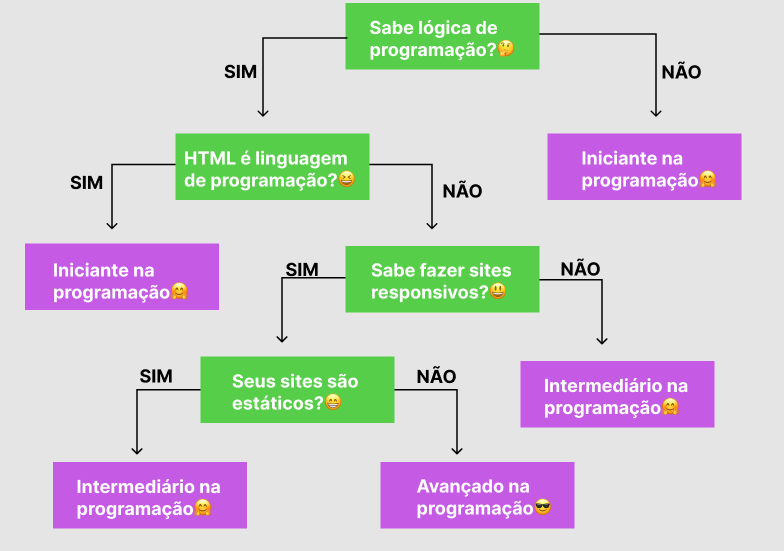 Sabe lógica de
programação?🤔
SIM
NÃO
HTML é linguagem
de programação?😆
Iniciante na
programação🤗
SIM
NÃO
Iniciante na
programação🤗
SIM
Sabe fazer sites
responsivos?😃
NÃO
SIM
Seus sites são
estáticos?😁
NÃO
Intermediário na
programação🤗
Intermediário na
programação🤗
Avançado na
programação😎